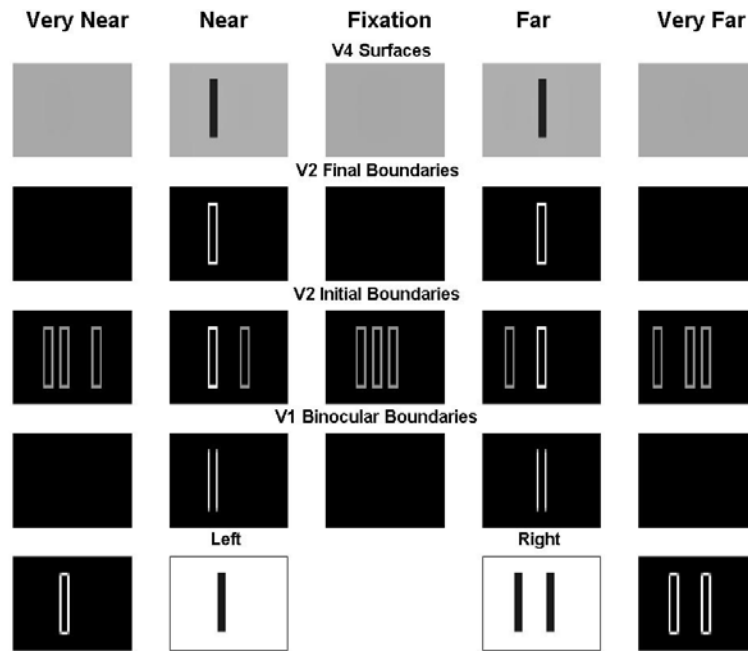 Very Near Near Fixation Far Very Far
V4 Surfaces
V2 Final Boundaries
V2 Initial Boundaries
V1 Binocular Boundaries
Left Right